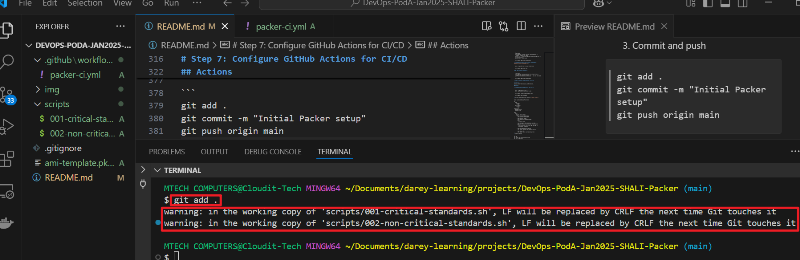 DevOps-PodA-Jan2025-SHALI-Packer
EXPLORER
DEVOPS-PODA-JAN2025-...
.github\workflo...
packer-ci.yml A
img
scripts
001-critical-sta... A
002-non-critica... A
.gitignore
ami-template.pk... A
README.md M
33
README.md M
packer-ci.yml A
README.md > # Step 7: Configure GitHub Actions for CI/CD > ## Actions
316 # Step 7: Configure GitHub Actions for CI/CD
322 ## Actions
377
378 ```
379 git add .
380 git commit -m "Initial Packer setup"
381 git push origin main
Preview README.md
3. Commit and push
git add .
git commit -m "Initial Packer
setup"
git push origin main
PROBLEMS OUTPUT DEBUG CONSOLE TERMINAL
TERMINAL
MTECH COMPUTERS@Cloudit-Tech MINGW64 ~/Documents/darey-learning/projects/DevOps-PodA-Jan2025-SHALI-Packer (main)
$ git add .
warning: in the working copy of 'scripts/001-critical-standards.sh', LF will be replaced by CRLF the next time Git touches it
warning: in the working copy of 'scripts/002-non-critical-standards.sh', LF will be replaced by CRLF the next time Git touches it
MTECH COMPUTERS@Cloudit-Tech MINGW64 ~/Documents/darey-learning/projects/DevOps-PodA-Jan2025-SHALI-Packer (main)
$